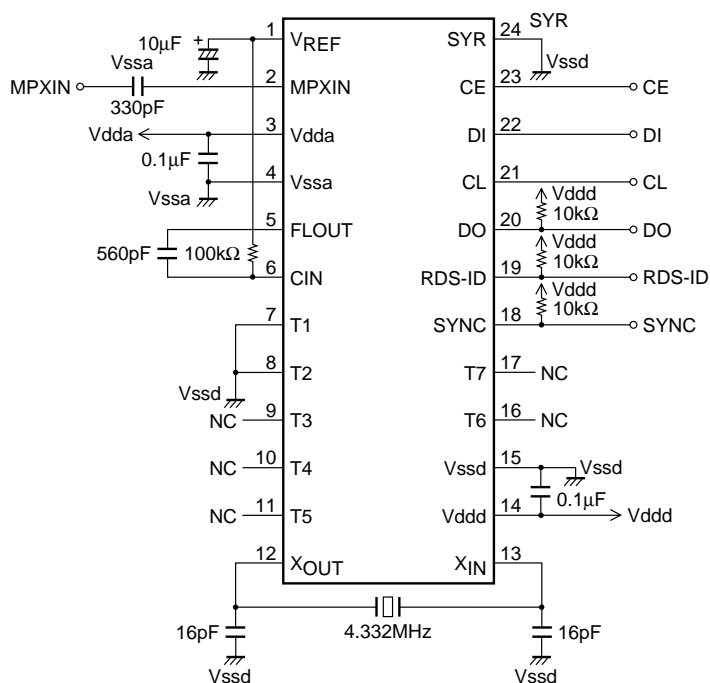 1 VREF SYR 24 SYR
10µF +
Vssd
Vssa
MPXIN 2 MPXIN CE 23 CE
330pF
Vdda 3 Vdda DI 22 DI
0.1µF
4 Vssa CL 21 CL
Vssa
Vddd
10kΩ
5 FLOUT DO 20 DO
560pF 100kΩ
Vddd
10kΩ
6 CIN RDS-ID 19 RDS-ID
Vddd
10kΩ
7 T1 SYNC 18 SYNC
8 T2 T7 17 NC
Vssd
NC 9 T3 T6 16 NC
NC 10 T4 Vssd 15 Vssd
0.1µF
NC 11 T5 Vddd 14 Vddd
12 XOUT XIN 13
16pF 4.332MHz 16pF
Vssd Vssd